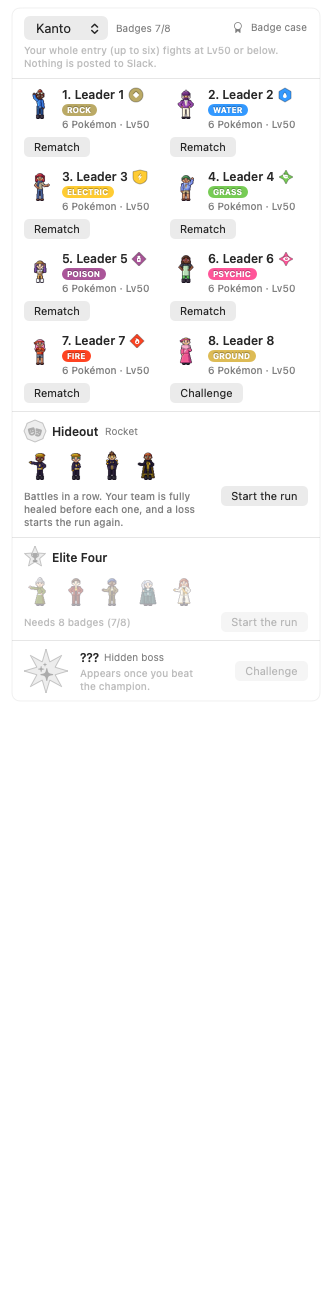 Kanto
Badges 7/8
Badge case
Your whole entry (up to six) fights at Lv50 or below.
Nothing is posted to Slack.
1. Leader 1
ROCK
6 Pokémon · Lv50
Rematch
2. Leader 2
WATER
6 Pokémon · Lv50
Rematch
3. Leader 3
ELECTRIC
6 Pokémon · Lv50
Rematch
4. Leader 4
GRASS
6 Pokémon · Lv50
Rematch
5. Leader 5
POISON
6 Pokémon · Lv50
Rematch
6. Leader 6
PSYCHIC
6 Pokémon · Lv50
Rematch
7. Leader 7
FIRE
6 Pokémon · Lv50
Rematch
8. Leader 8
GROUND
6 Pokémon · Lv50
Challenge
Hideout Rocket
Battles in a row. Your team is fully
healed before each one, and a loss
starts the run again.
Start the run
Elite Four
Needs 8 badges (7/8)
Start the run
??? Hidden boss
Appears once you beat
the champion.
Challenge